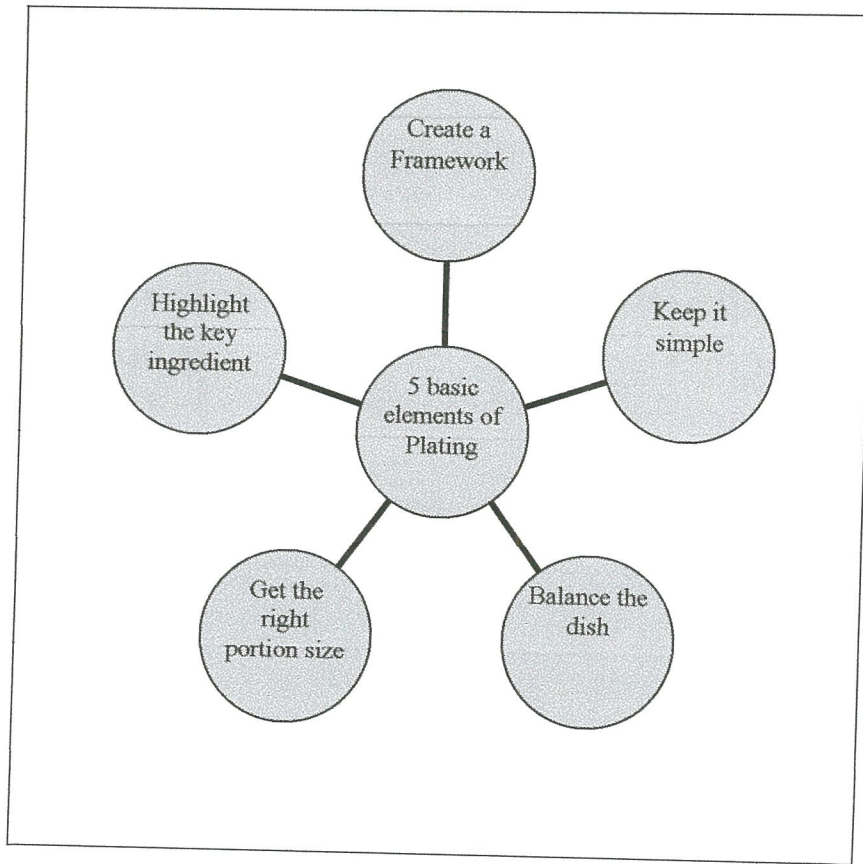 Create a
Framework
Keep it
simple
Balance the
dish
Get the
right
portion size
Highlight
the key
ingredient
5 basic
elements of
Plating